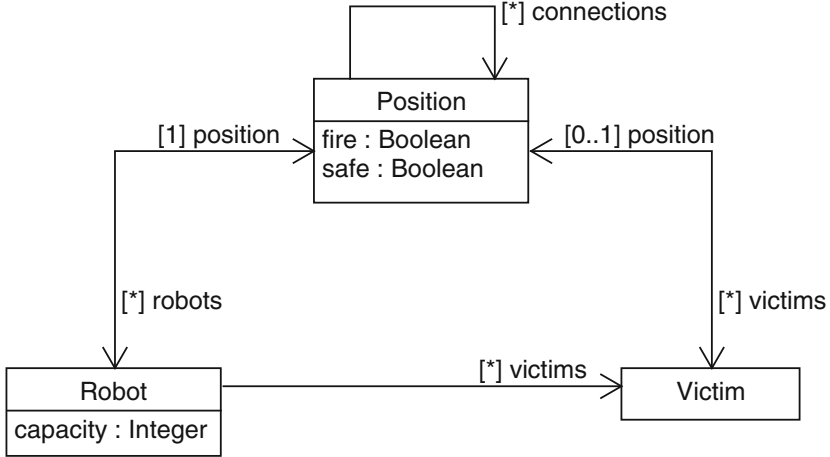 [*] connections
Position
[1] position
fire : Boolean
[0..1] position
safe : Boolean
[*] robots
[*] victims
[*] victims
Robot
Victim
capacity : Integer